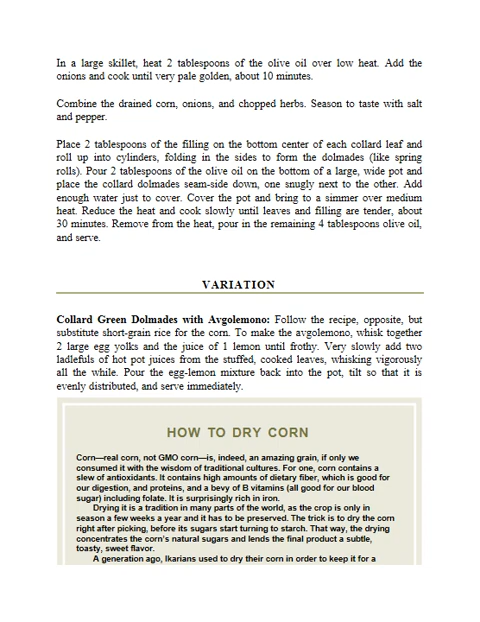 In a large skillet, heat 2 tablespoons of the olive oil over low heat. Add the
onions and cook until very pale golden, about 10 minutes.
Combine the drained corn, onions, and chopped herbs. Season to taste with salt
and pepper.
Place 2 tablespoons of the filling on the bottom center of each collard leaf and
roll up into cylinders, folding in the sides to form the dolmades (like spring
rolls). Pour 2 tablespoons of the olive oil on the bottom of a large, wide pot and
place the collard dolmades seam-side down, one snugly next to the other. Add
enough water just to cover. Cover the pot and bring to a simmer over medium
heat. Reduce the heat and cook slowly until leaves and filling are tender, about
30 minutes. Remove from the heat, pour in the remaining 4 tablespoons olive oil,
and serve.
VARIATION
Collard Green Dolmades with Avgolemono: Follow the recipe, opposite, but
substitute short-grain rice for the corn. To make the avgolemono, whisk together
2 large egg yolks and the juice of 1 lemon until frothy. Very slowly add two
ladlefuls of hot pot juices from the stuffed, cooked leaves, whisking vigorously
all the while. Pour the egg-lemon mixture back into the pot, tilt so that it is
evenly distributed, and serve immediately.
HOW TO DRY CORN
Corn—real corn, not GMO corn—is, indeed, an amazing grain, if only we
consumed it with the wisdom of traditional cultures. For one, corn contains a
slew of antioxidants. It contains high amounts of dietary fiber, which is good for
our digestion, and proteins, and a bevy of B vitamins (all good for our blood
sugar) including folate. It is surprisingly rich in iron.
Drying it is a tradition in many parts of the world, as the crop is only in
season a few weeks a year and it has to be preserved. The trick is to dry the corn
right after picking, before its sugars start turning to starch. That way, the drying
concentrates the corn's natural sugars and lends the final product a subtle,
toasty, sweet flavor.
A generation ago, Ikarians used to dry their corn in order to keep it for a